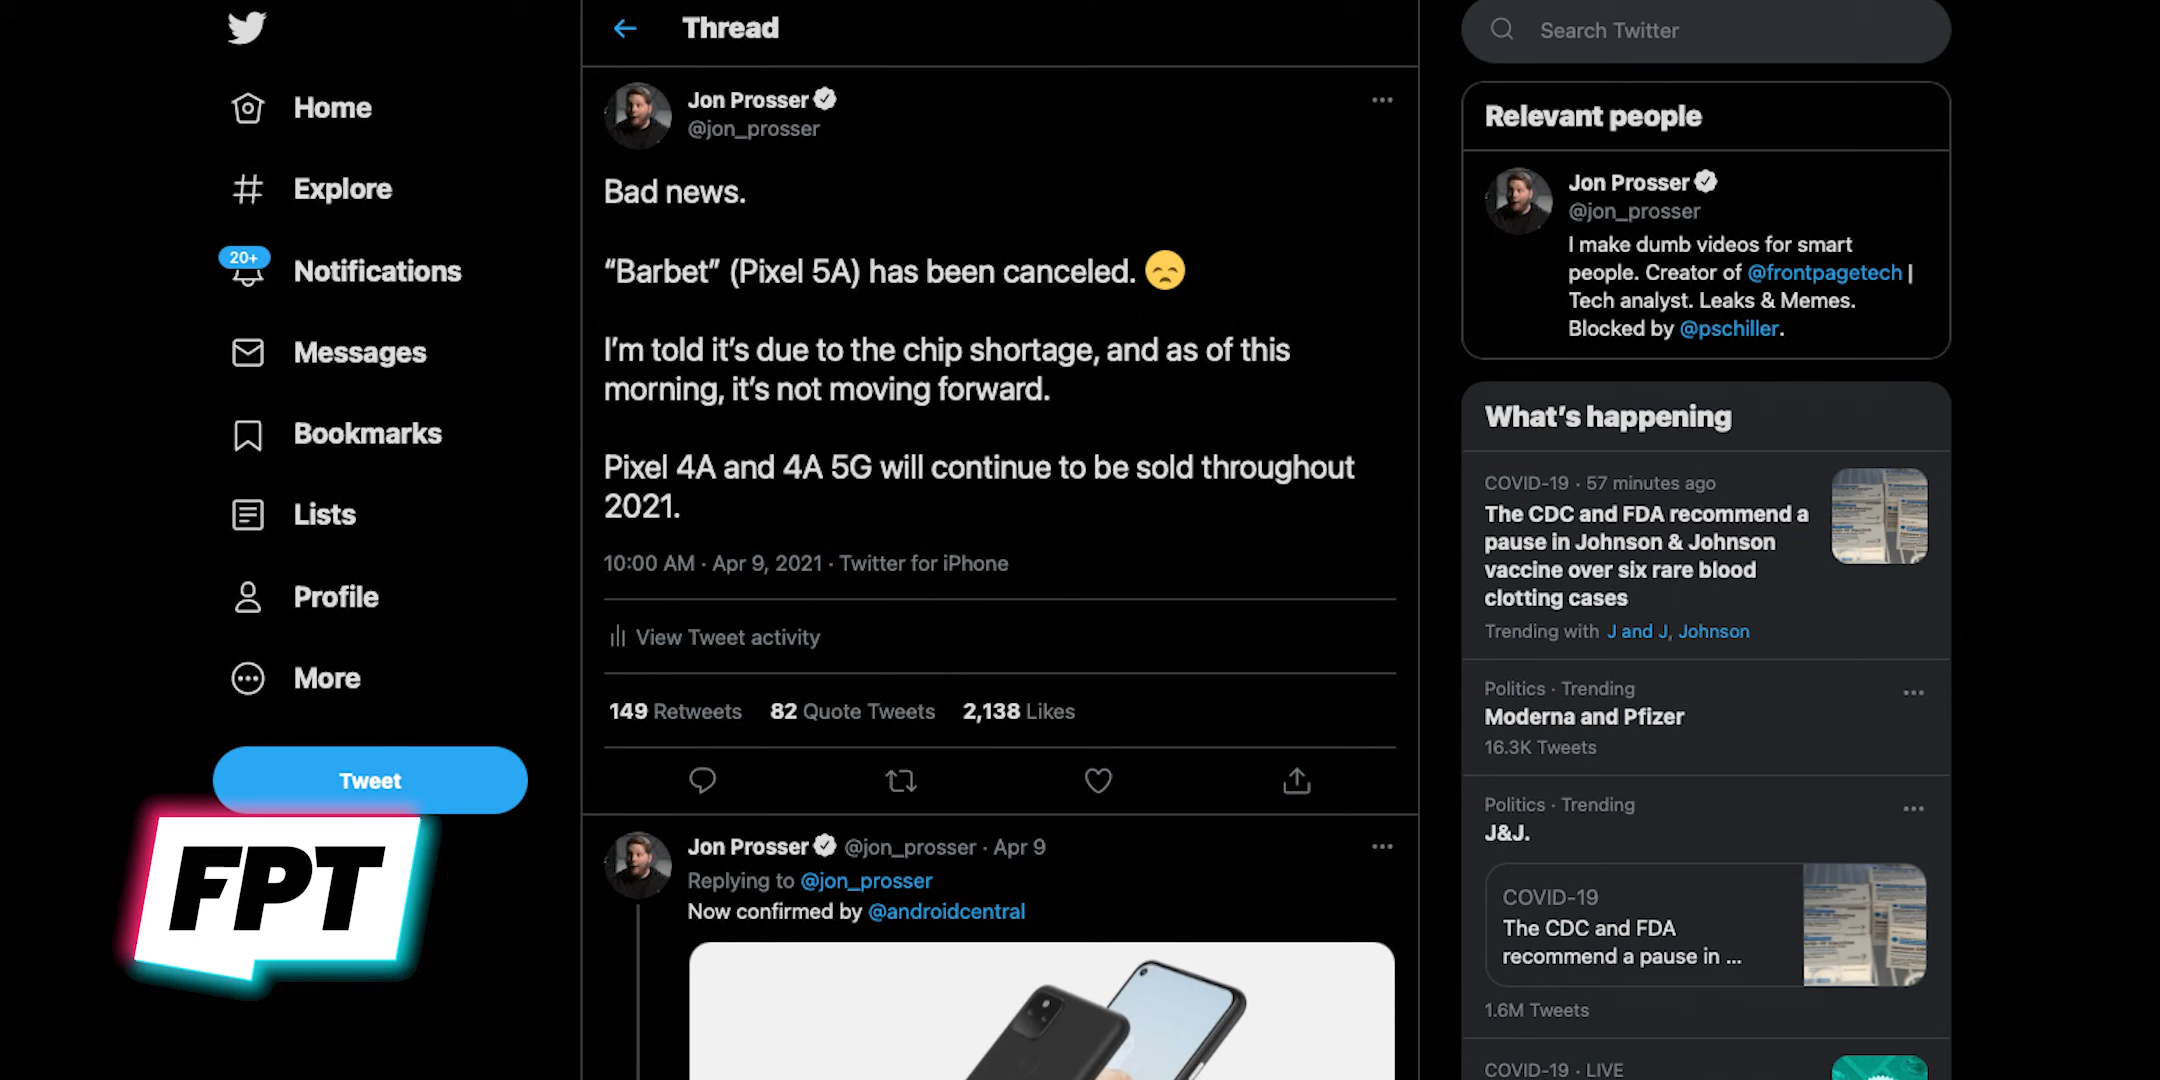 Home
Explore
20+
Notifications
Messages
Bookmarks
Lists
Profile
More
Tweet
FPT
Thread
Jon Prosser
@jon_prosser
Bad news.
“Barbet” (Pixel 5A) has been canceled. 😞
I’m told it’s due to the chip shortage, and as of this
morning, it’s not moving forward.
Pixel 4A and 4A 5G will continue to be sold throughout
2021.
10:00 AM · Apr 9, 2021 · Twitter for iPhone
View Tweet activity
149 Retweets 82 Quote Tweets 2,138 Likes
Jon Prosser @jon_prosser · Apr 9
Replying to @jon_prosser
Now confirmed by @androidcentral
Search Twitter
Relevant people
Jon Prosser
@jon_prosser
I make dumb videos for smart
people. Creator of @frontpagetech |
Tech analyst. Leaks & Memes.
Blocked by @pschiller.
What’s happening
COVID-19 · 57 minutes ago
The CDC and FDA recommend a
pause in Johnson & Johnson
vaccine over six rare blood
clotting cases
Trending with J and J, Johnson
Politics · Trending
Moderna and Pfizer
16.3K Tweets
Politics · Trending
J&J.
COVID-19
The CDC and FDA
recommend a pause in ...
1.6M Tweets
COVID-19 · LIVE